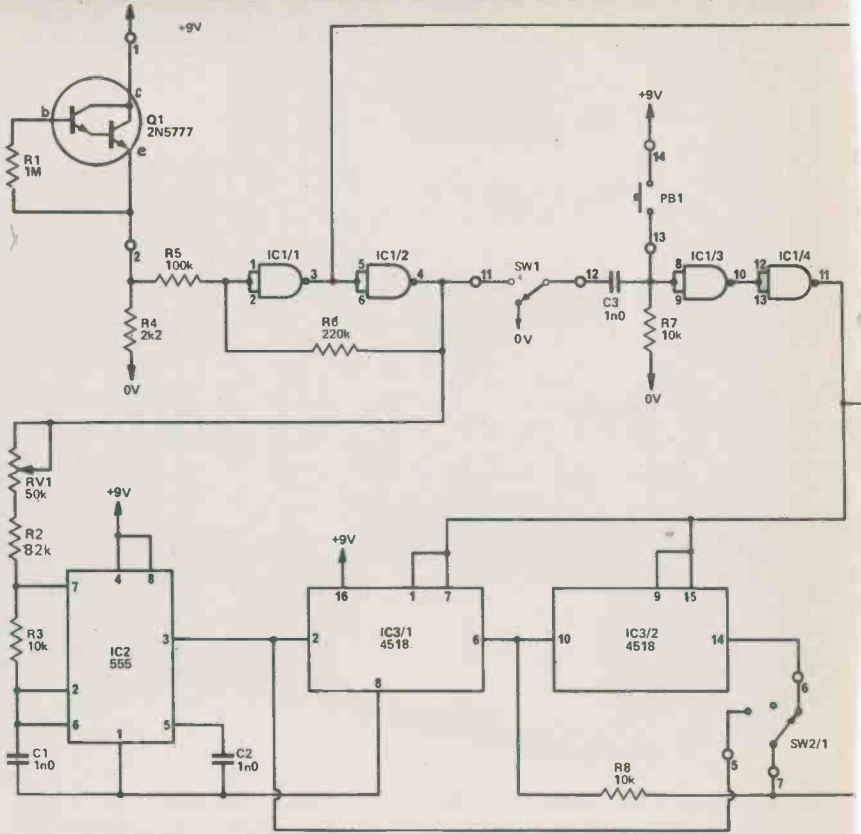 +9V
1
c
b
Q1
2N5777
e
R1
1M
2
R5
100k
1
2
IC1/1
3
5
6
IC1/2
4
11
SW1
0V
12
C3
1n0
+9V
14
PB1
13
8
9
IC1/3
10
12
13
IC1/4
11
R4
2k2
0V
R6
220k
R7
10k
0V
RV1
50k
R2
82k
R3
10k
+9V
4
8
7
IC2
555
3
2
6
5
1
C1
1n0
C2
1n0
+9V
16
1
7
2
IC3/1
4518
6
8
9
15
10
IC3/2
4518
14
6
SW2/1
5
7
R8
10k